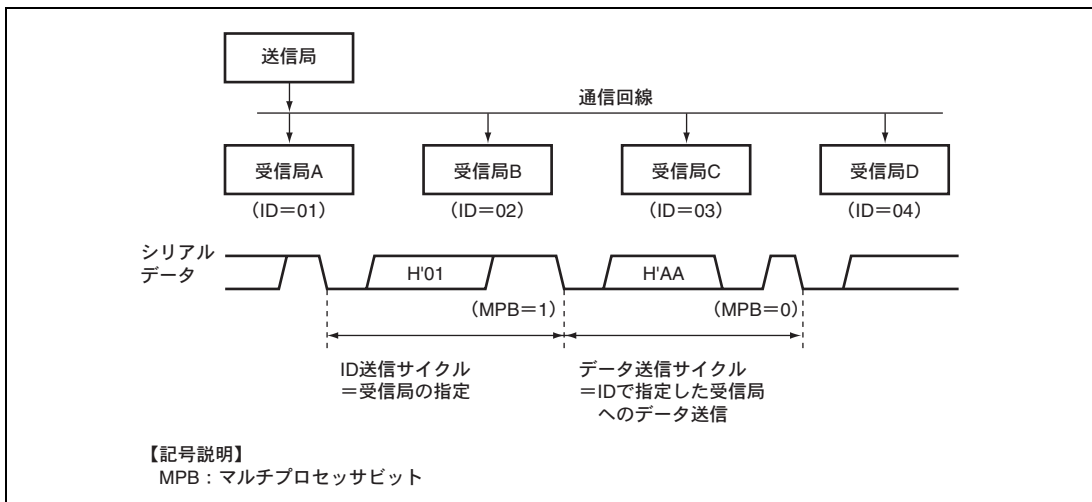 送信局
通信回線
受信局A
受信局B
受信局C
受信局D
（ID＝01）
（ID＝02）
（ID＝03）
（ID＝04）
シリアル
データ
H'01
H'AA
（MPB＝1）
（MPB＝0）
ID送信サイクル
＝受信局の指定
データ送信サイクル
＝IDで指定した受信局
へのデータ送信
【記号説明】
MPB：マルチプロセッサビット